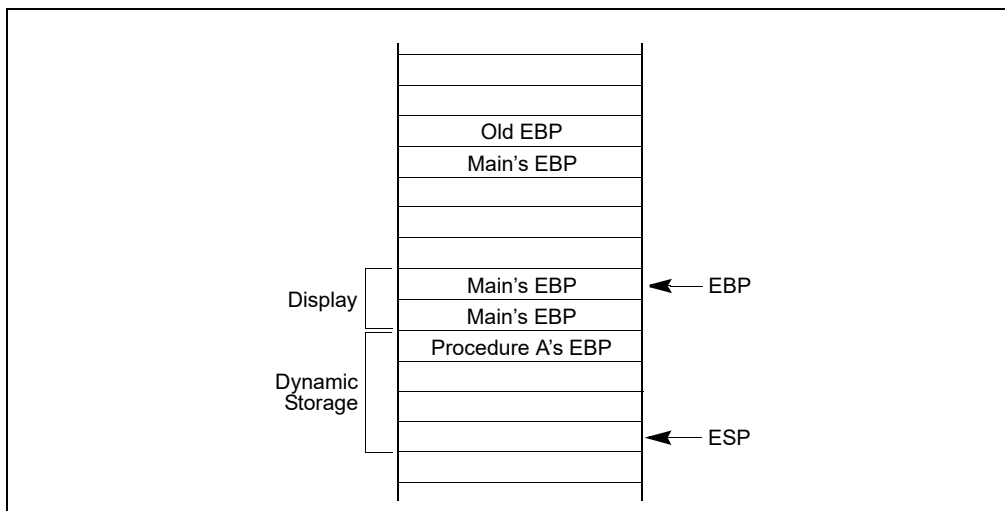 Old EBP
Main’s EBP
Main’s EBP
EBP
Display
Main’s EBP
Procedure A’s EBP
Dynamic
Storage
ESP